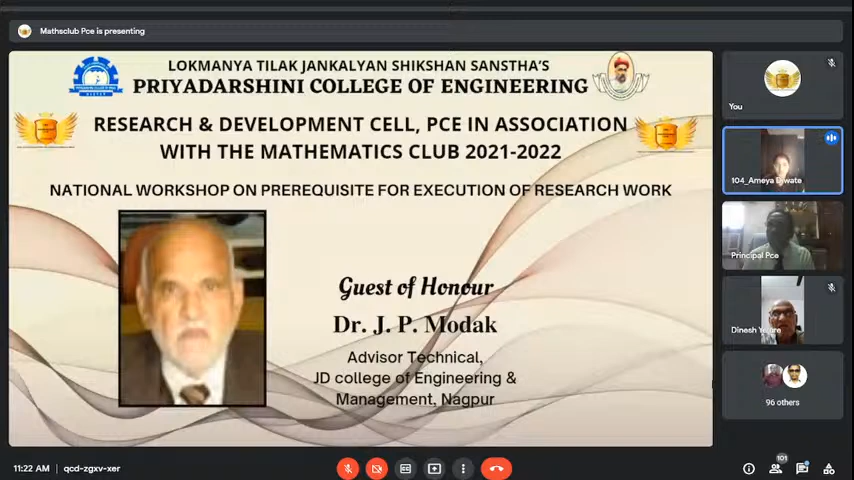 Mathsclub Pce is presenting
LOKMANYA TILAK JANKALYAN SHIKSHAN SANSTHA'S
PRIYADARSHINI COLLEGE OF ENGINEERING
RESEARCH & DEVELOPMENT CELL, PCE IN ASSOCIATION
WITH THE MATHEMATICS CLUB 2021-2022
NATIONAL WORKSHOP ON PREREQUISITE FOR EXECUTION OF RESEARCH WORK
Guest of Honour
Dr. J. P. Modak
Advisor Technical,
JD college of Engineering &
Management, Nagpur
You
104_Ameya
Principal Pce
Dinesh
96 others
11:22 AM | qcd-zgxv-xer
101